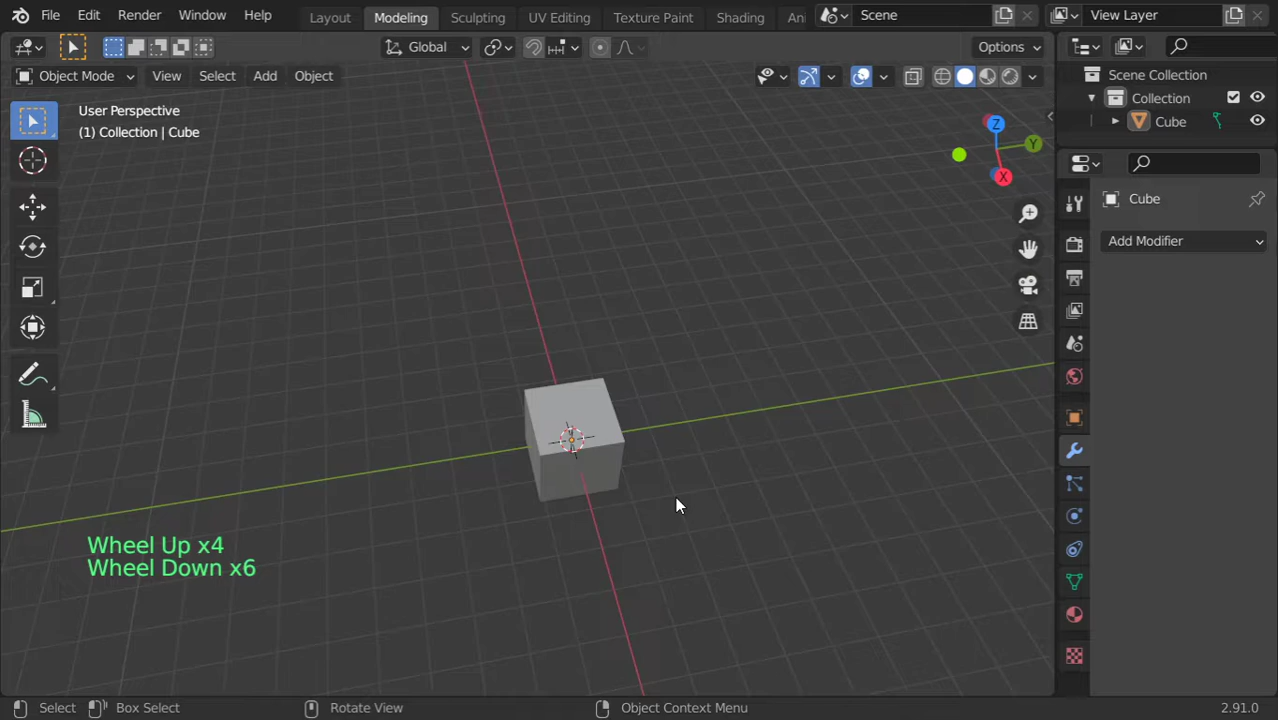 File Edit Render Window Help Layout Modeling Sculpting UV Editing Texture Paint Shading An Scene View Layer
Global Options
Object Mode View Select Add Object
Scene Collection
Collection
Cube
User Perspective
(1) Collection | Cube
Z
Y
X
Cube
Add Modifier
Wheel Up x4
Wheel Down x6
Select Box Select Rotate View Object Context Menu 2.91.0